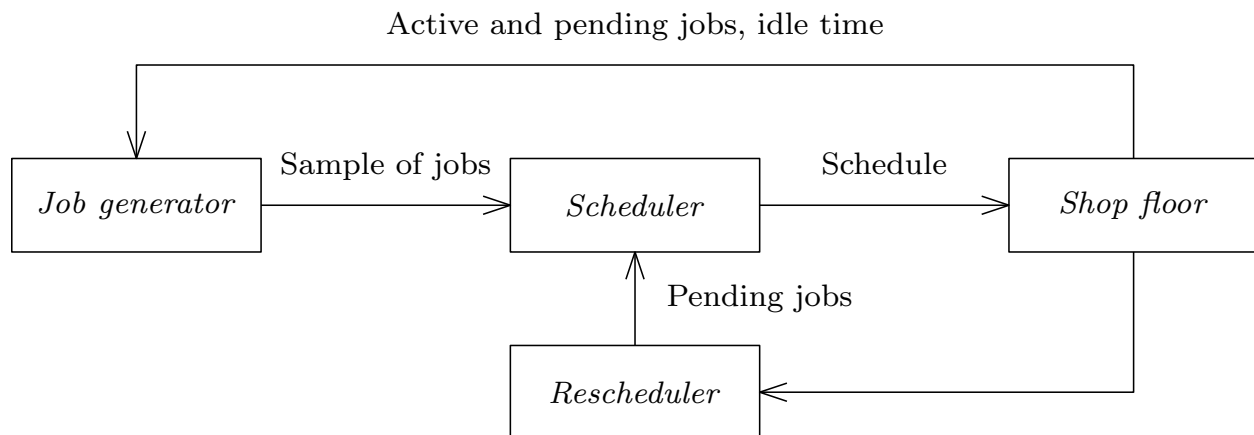 Active and pending jobs, idle time
Sample of jobs
Schedule
Job generator
Scheduler
Shop floor
Pending jobs
Rescheduler